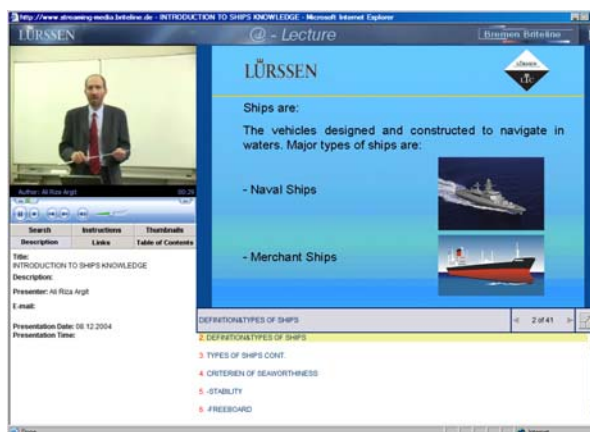 http://www.streaming-media.briteline.de - INTRODUCTION TO SHIPS KNOWLEDGE - Microsoft Internet Explorer
LÜRSSEN
@ - Lecture
Bremen Briteline
LÜRSSEN
Ships are:
The vehicles designed and constructed to navigate in
waters. Major types of ships are:
- Naval Ships
- Merchant Ships
Author: Ali Riza Argit 00:26
Search Instructions Thumbnails
Description Links Table of Contents
Title:
INTRODUCTION TO SHIPS KNOWLEDGE
Description:
Presenter: Ali Riza Argit
E-mail:
Presentation Date: 08.12.2004
Presentation Time:
DEFINITION&TYPES OF SHIPS 2 of 41
2. DEFINITION&TYPES OF SHIPS
3. TYPES OF SHIPS CONT.
4. CRITERIEN OF SEAWORTHINESS
5. -STABILITY
6. -FREEBOARD
Internet